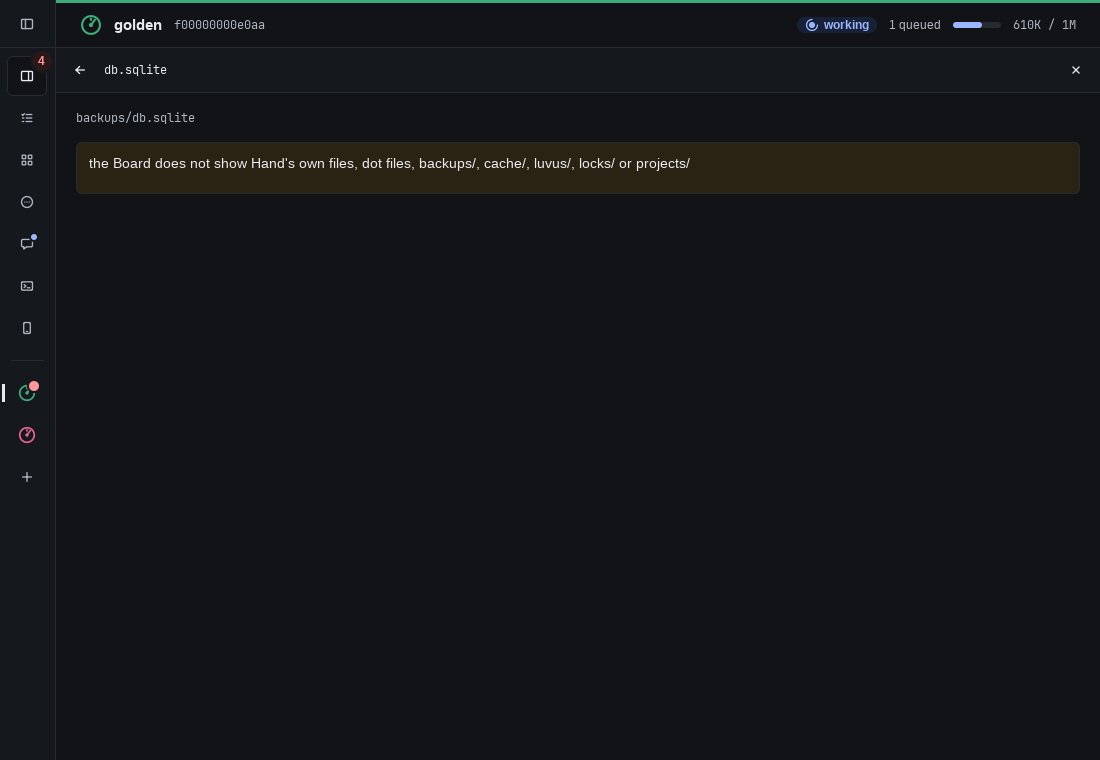 golden f00000000e0aa working 1 queued 610K / 1M
4
db.sqlite
backups/db.sqlite
the Board does not show Hand's own files, dot files, backups/, cache/, luvus/, locks/ or projects/